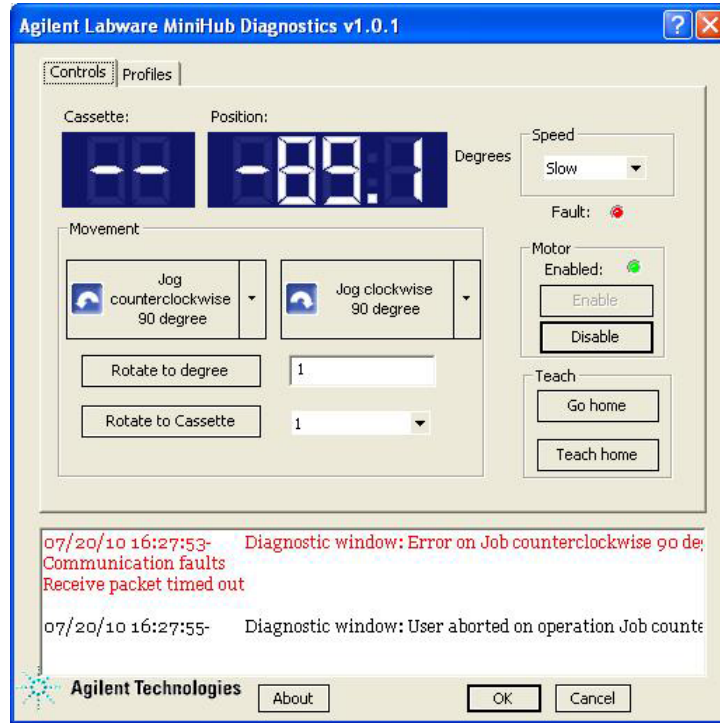 Agilent Labware MiniHub Diagnostics v1.0.1
Controls Profiles
Cassette: Position:
-- -89.1 Degrees
Speed
Slow
Fault:
Movement
Jog
counterclockwise
90 degree
Jog clockwise
90 degree
Motor
Enabled:
Enable
Disable
Rotate to degree 1
Rotate to Cassette 1
Teach
Go home
Teach home
07/20/10 16:27:53- Diagnostic window: Error on Job counterclockwise 90 de
Communication faults
Receive packet timed out
07/20/10 16:27:55- Diagnostic window: User aborted on operation Job counte
Agilent Technologies About OK Cancel